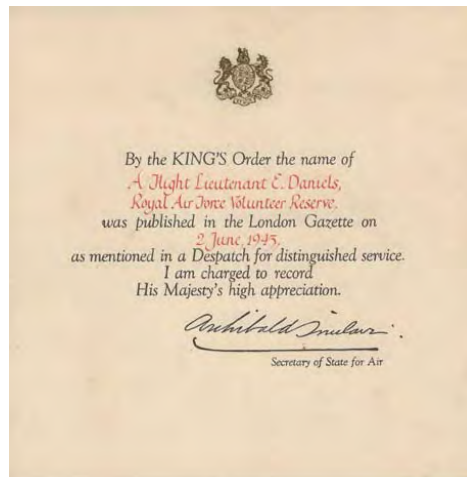 By the KING'S Order the name of
A Flight Lieutenant E. Daniels,
Royal Air Force Volunteer Reserve,
was published in the London Gazette on
2 June, 1943,
as mentioned in a Despatch for distinguished service.
I am charged to record
His Majesty's high appreciation.
Archibald Sinclair.
Secretary of State for Air